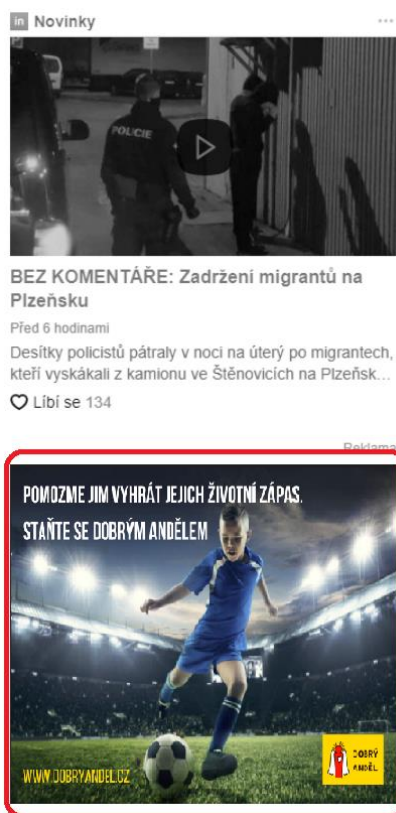 in Novinky
POLICIE
BEZ KOMENTÁŘE: Zadržení migrantů na
Plzeňsku
Před 6 hodinami
Desítky policistů pátraly v noci na úterý po migrantech,
kteří vyskákali z kamionu ve Štěnovicích na Plzeňsk...
Líbí se 134
Reklama
POMOZME JIM VYHRÁT JEJICH ŽIVOTNÍ ZÁPAS.
STAŇTE SE DOBRÝM ANDĚLEM
WWW.DOBRYANDEL.CZ
DOBRÝ
ANDĚL